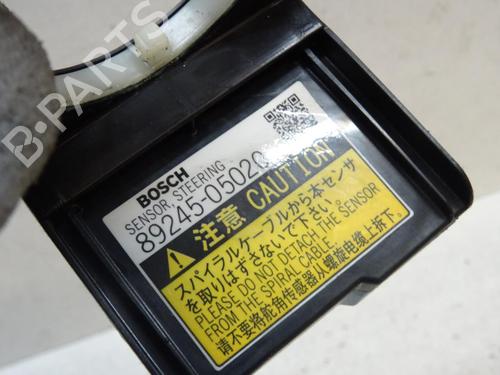 B-PARTS
BOSCH
SENSOR, STEERING
89245-05020
注意 CAUTION
スパイラルケーブルから本センサ
を取りはずさないで下さい
PLEASE DO NOT DETACH THE SENSOR
FROM THE SPIRAL CABLE.
请不要将舵角传感器从螺旋电缆上拆下。